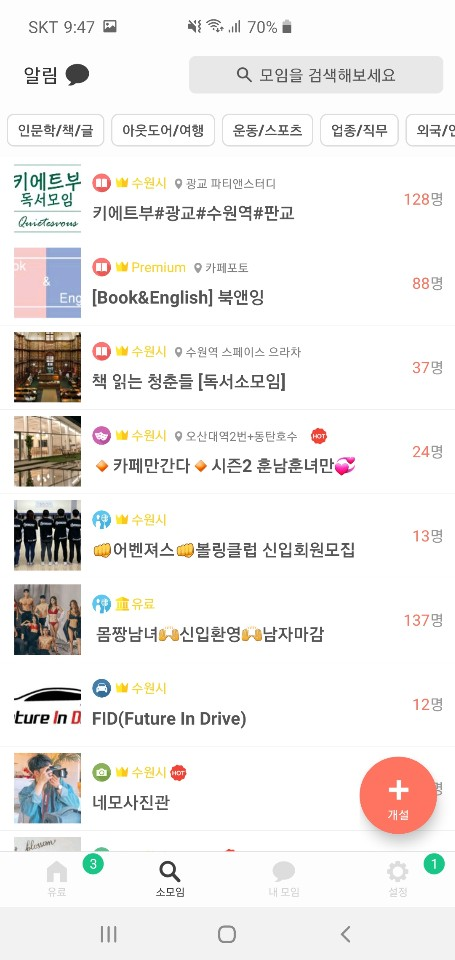 SKT 9:47 70%
알림 모임을 검색해보세요
인문학/책/글 아웃도어/여행 운동/스포츠 업종/직무 외국/언
키에트부
독서모임
Quietesvous
수원시 광교 파티앤스터디
키에트부#광교#수원역#판교
128명
ok
&
Eng
Premium 카페포토
[Book&English] 북앤잉
88명
수원시 수원역 스페이스 으라차
책 읽는 청춘들 [독서소모임]
37명
수원시 오산대역2번+동탄호수 HOT
🔸카페만간다🔸시즌2 훈남훈녀만💞
24명
수원시
👊어벤져스👊볼링클럽 신입회원모집
13명
유료
몸짱남녀🙌신입환영🙌남자마감
137명
ture In D
수원시
FID(Future In Drive)
12명
수원시 HOT
네모사진관
명
+
개설
blossom
3 1
유료 소모임 내 모임 설정